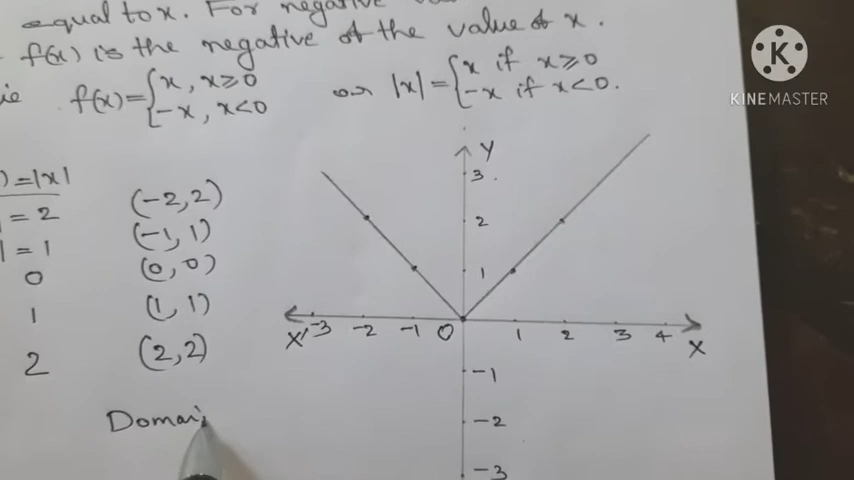 equal to x. For negative
f(x) is the negative of the value of x.
ie f(x)={x, x≥0
-x, x<0
or |x|={x if x≥0
-x if x<0.
KINEMASTER
)=|x|
|=2 (-2,2)
|=1 (-1,1)
0 (0,0)
1 (1,1)
2 (2,2)
Domai
Y
3
2
1
X' -3 -2 -1 0 1 2 3 4 X
-1
-2
-3